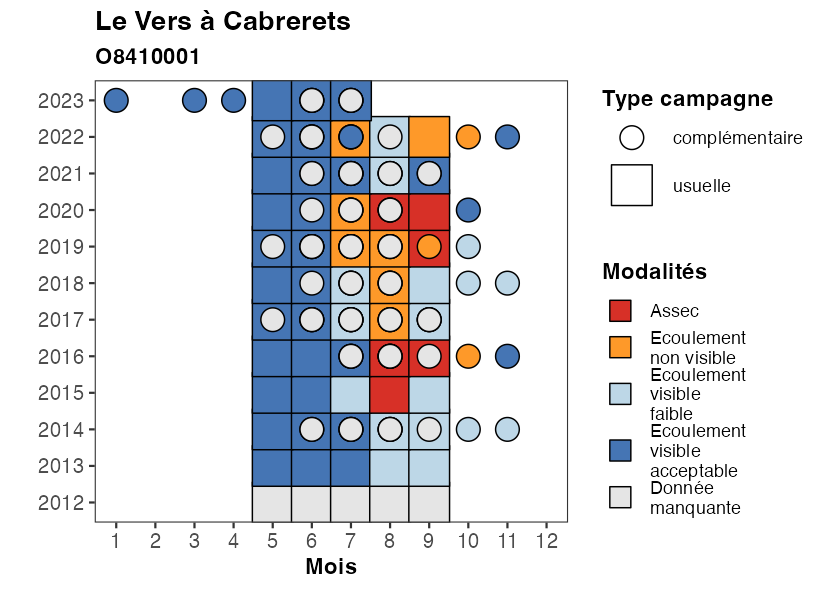 Le Vers à Cabrerets
O8410001
2023
2022
2021
2020
2019
2018
2017
2016
2015
2014
2013
2012
1 2 3 4 5 6 7 8 9 10 11 12
Mois
Type campagne
complémentaire
usuelle
Modalités
Assec
Ecoulement
non visible
Ecoulement
visible
faible
Ecoulement
visible
acceptable
Donnée
manquante